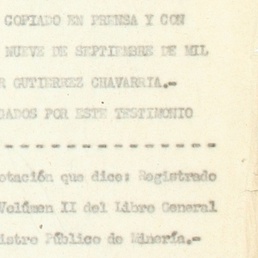 COPIADO EN PRENSA Y CON
NUEVE DE SEPTIEMBRE DE MIL
R GUTIERREZ CHAVARRIA.-
DADOS POR ESTE TESTIMONIO
- - - - - - - - - - - - - -
otación que dice: Registrado
Volúmen II del Libro General
istro Público de Minería.-